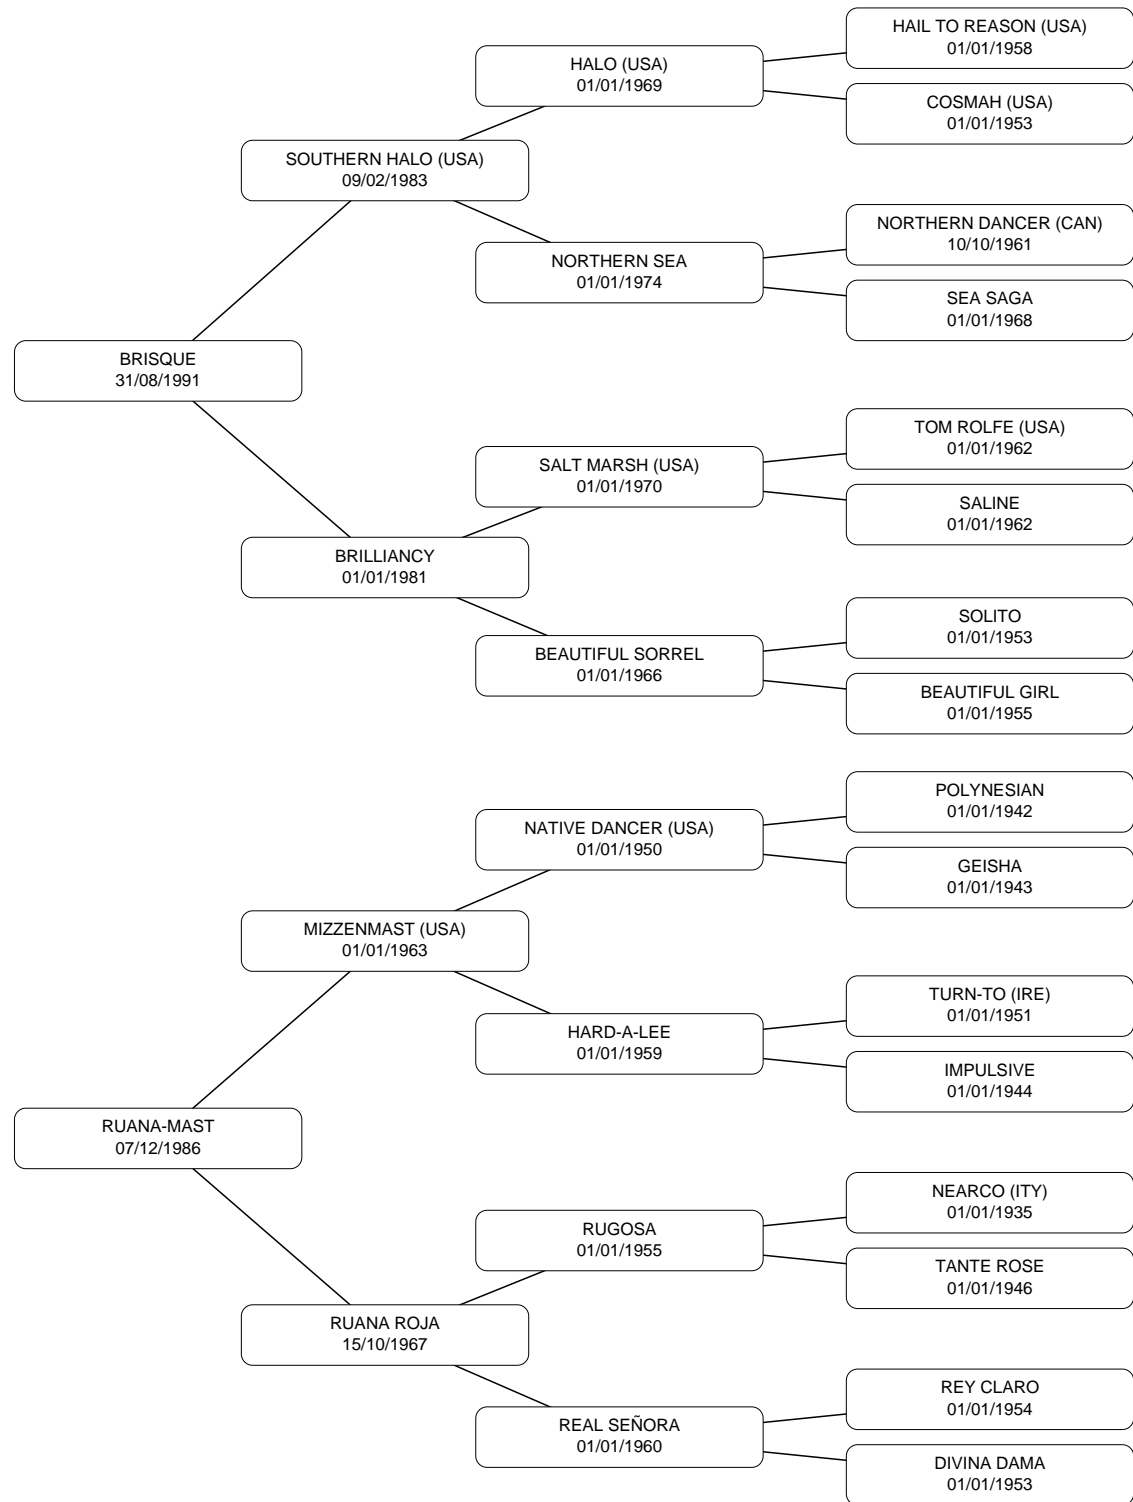 HAIL TO REASON (USA)
01/01/1958
HALO (USA)
01/01/1969
COSMAH (USA)
01/01/1953
SOUTHERN HALO (USA)
09/02/1983
NORTHERN DANCER (CAN)
10/10/1961
NORTHERN SEA
01/01/1974
SEA SAGA
01/01/1968
BRISQUE
31/08/1991
TOM ROLFE (USA)
01/01/1962
SALT MARSH (USA)
01/01/1970
SALINE
01/01/1962
BRILLIANCY
01/01/1981
SOLITO
01/01/1953
BEAUTIFUL SORREL
01/01/1966
BEAUTIFUL GIRL
01/01/1955
POLYNESIAN
01/01/1942
NATIVE DANCER (USA)
01/01/1950
GEISHA
01/01/1943
MIZZENMAST (USA)
01/01/1963
TURN-TO (IRE)
01/01/1951
HARD-A-LEE
01/01/1959
IMPULSIVE
01/01/1944
RUANA-MAST
07/12/1986
NEARCO (ITY)
01/01/1935
RUGOSA
01/01/1955
TANTE ROSE
01/01/1946
RUANA ROJA
15/10/1967
REY CLARO
01/01/1954
REAL SEÑORA
01/01/1960
DIVINA DAMA
01/01/1953